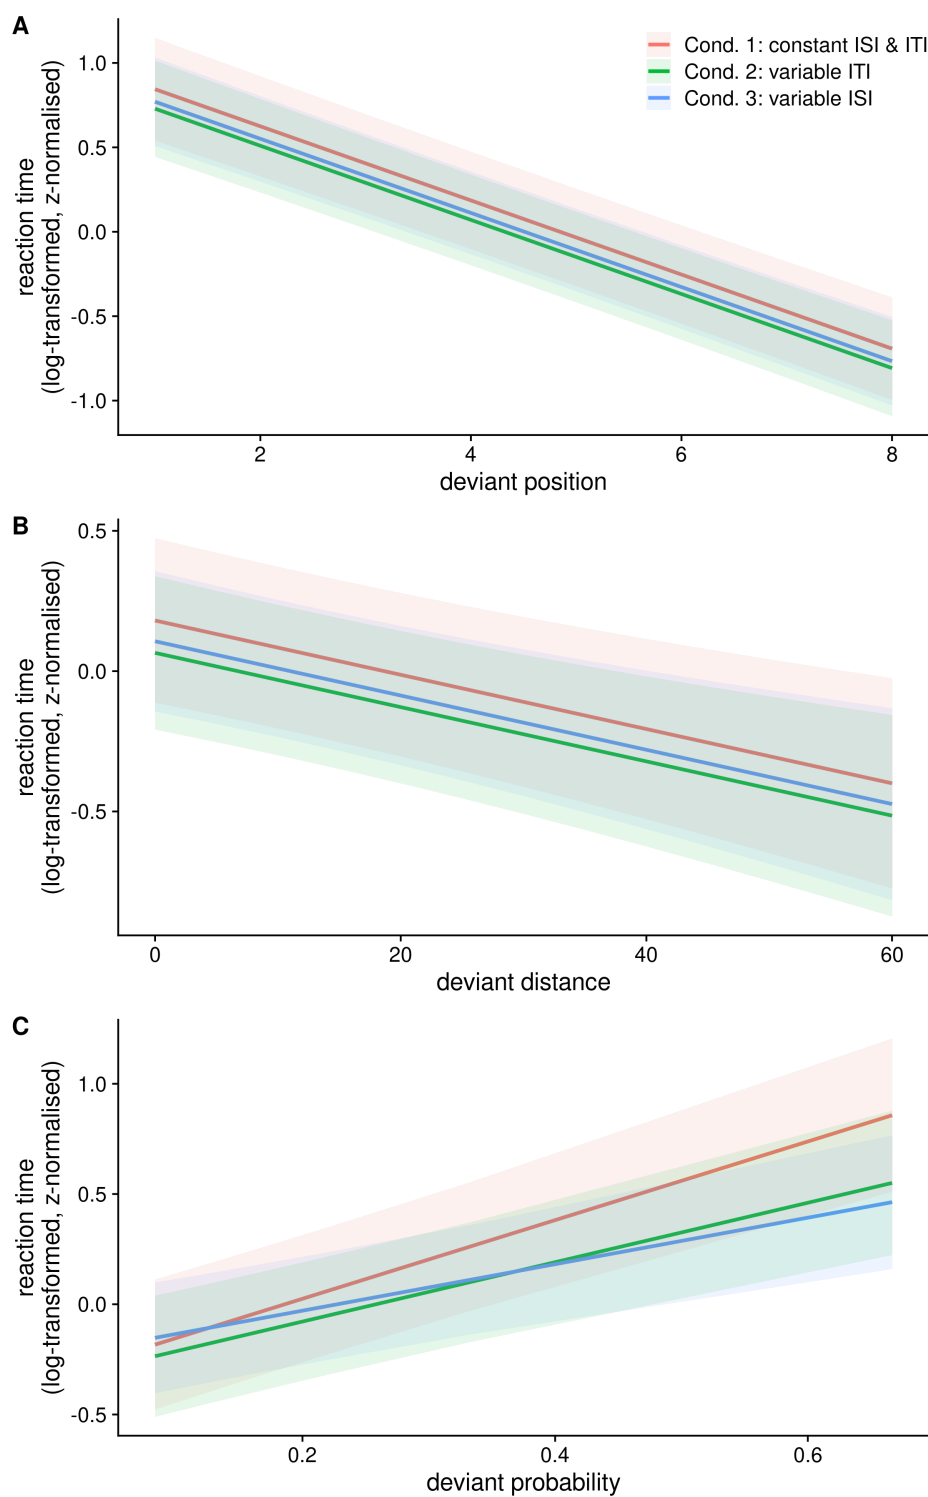 A
Cond. 1: constant ISI & ITI
Cond. 2: variable ITI
Cond. 3: variable ISI
reaction time
(log-transformed, z-normalised)
1.0
0.5
0.0
-0.5
-1.0
2 4 6 8
deviant position
B
reaction time
(log-transformed, z-normalised)
0.5
0.0
-0.5
0 20 40 60
deviant distance
C
reaction time
(log-transformed, z-normalised)
1.0
0.5
0.0
-0.5
0.2 0.4 0.6
deviant probability